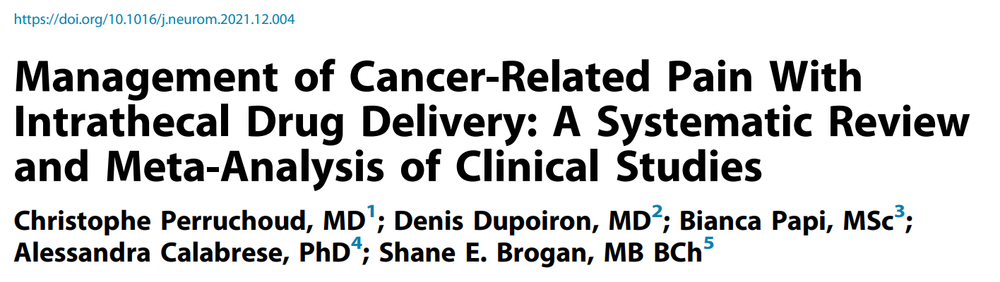 https://doi.org/10.1016/j.neurom.2021.12.004
Management of Cancer-Related Pain With
Intrathecal Drug Delivery: A Systematic Review
and Meta-Analysis of Clinical Studies
Christophe Perruchoud, MD1; Denis Dupoiron, MD2; Bianca Papi, MSc3;
Alessandra Calabrese, PhD4; Shane E. Brogan, MB BCh5